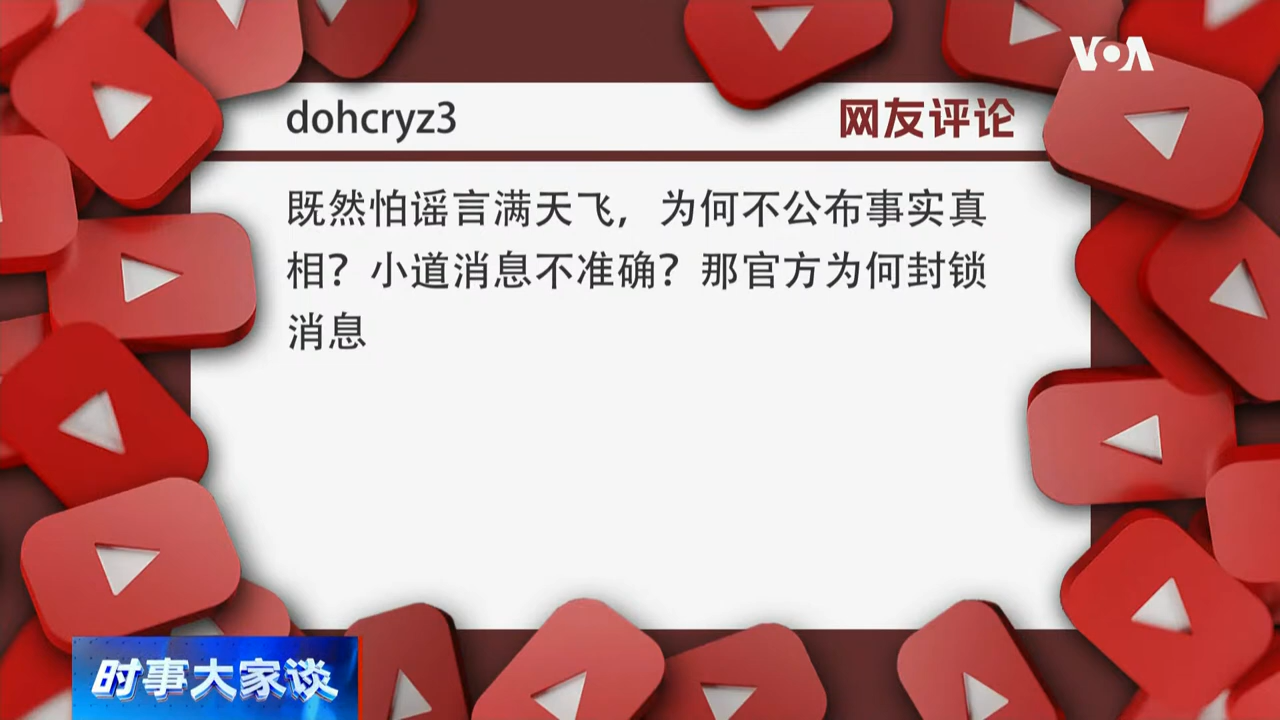 VOA
dohcryz3
网友评论
既然怕谣言满天飞，为何不公布事实真
相？小道消息不准确？那官方为何封锁
消息
时事大家谈